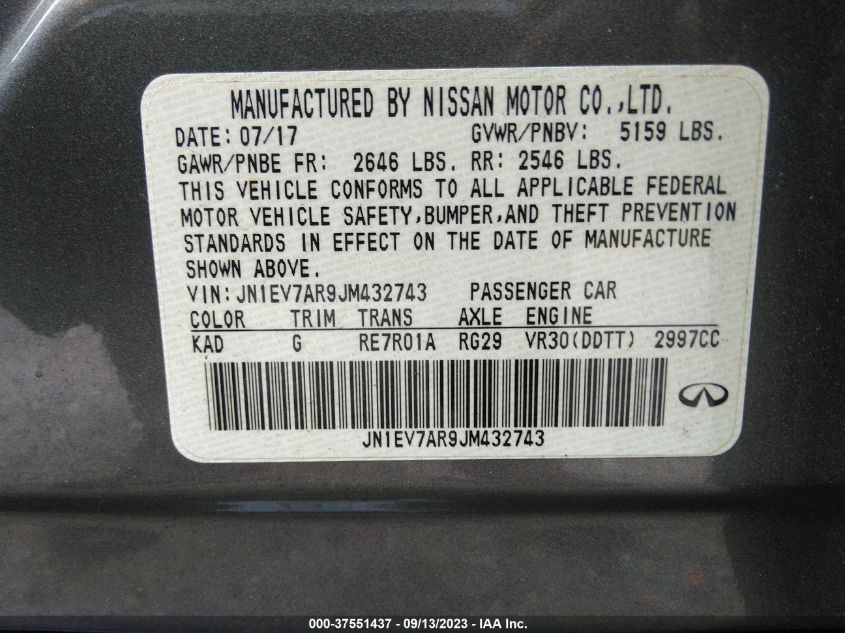 MANUFACTURED BY NISSAN MOTOR CO.,LTD.
DATE: 07/17 GVWR/PNBV: 5159 LBS.
GAWR/PNBE FR: 2646 LBS. RR: 2546 LBS.
THIS VEHICLE CONFORMS TO ALL APPLICABLE FEDERAL
MOTOR VEHICLE SAFETY,BUMPER,AND THEFT PREVENTION
STANDARDS IN EFFECT ON THE DATE OF MANUFACTURE
SHOWN ABOVE.
VIN: JN1EV7AR9JM432743 PASSENGER CAR
COLOR TRIM TRANS AXLE ENGINE
KAD G RE7R01A RG29 VR30(DDTT) 2997CC
JN1EV7AR9JM432743
000-37551437 - 09/13/2023 - IAA Inc.